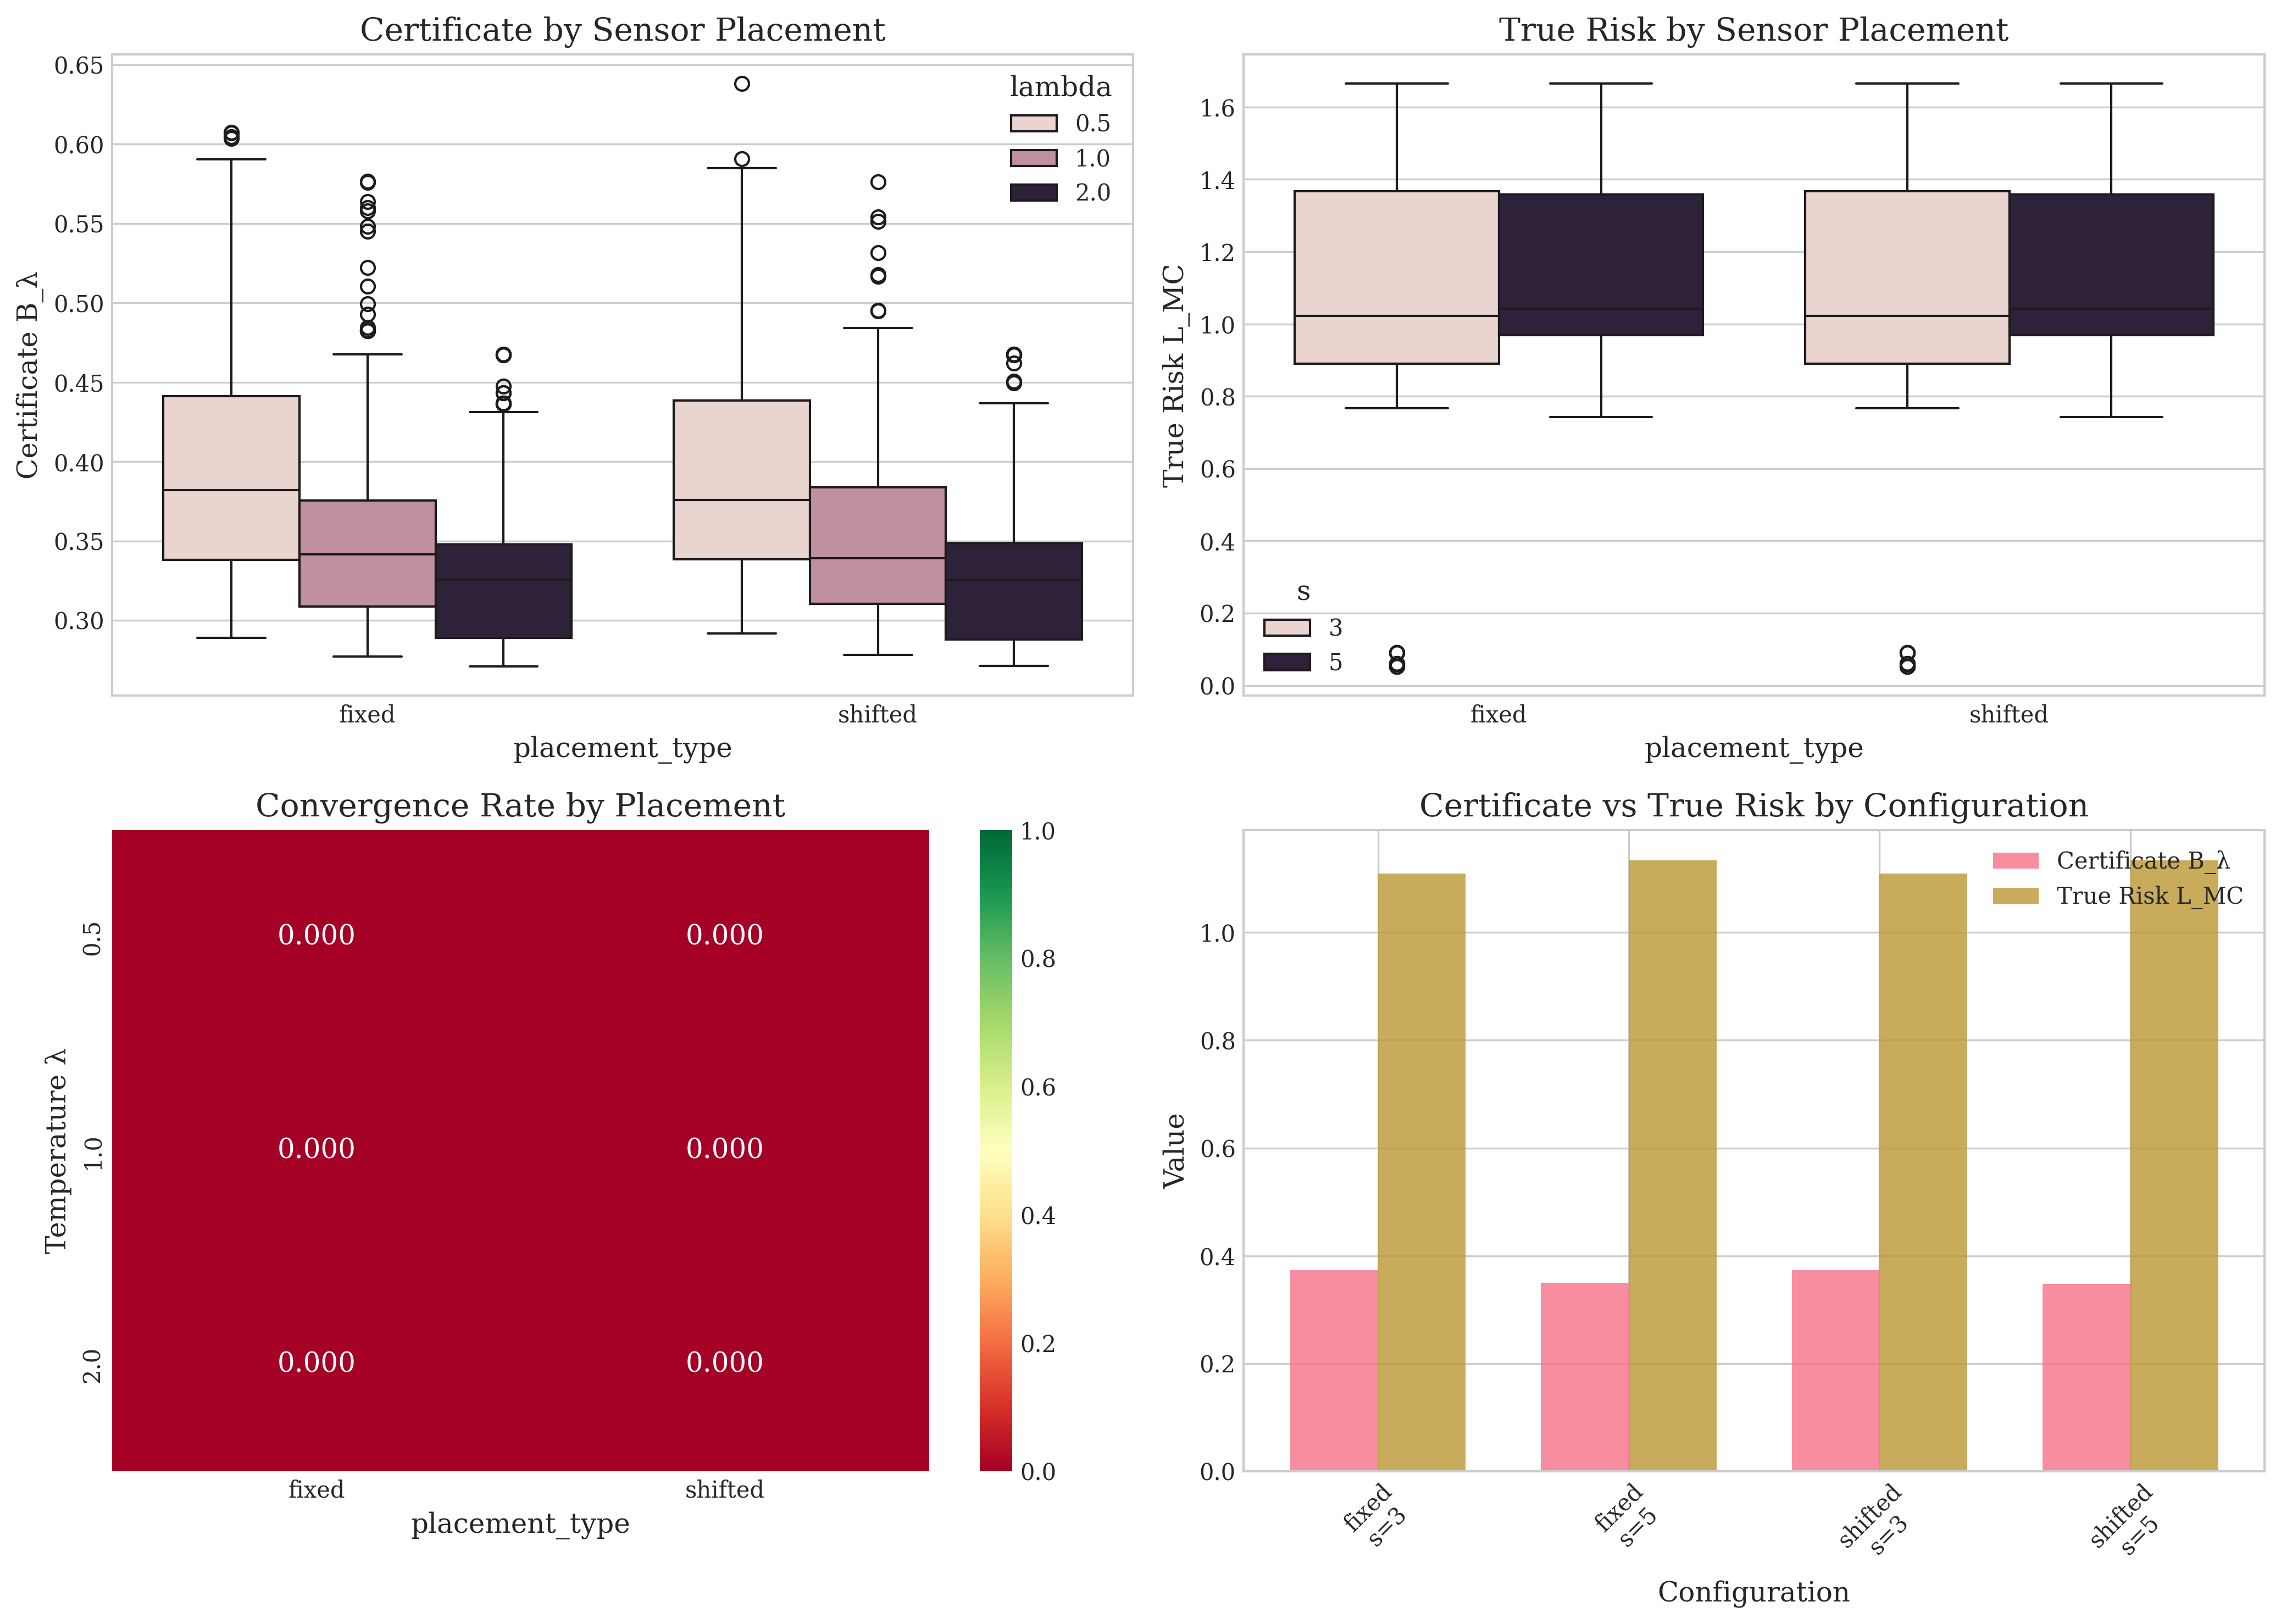 Certificate by Sensor Placement
Certificate B_λ
0.65
0.60
0.55
0.50
0.45
0.40
0.35
0.30
lambda
0.5
1.0
2.0
fixed
shifted
placement_type
True Risk by Sensor Placement
True Risk L_MC
1.6
1.4
1.2
1.0
0.8
0.6
0.4
0.2
0.0
s
3
5
fixed
shifted
placement_type
Convergence Rate by Placement
Temperature λ
0.5
1.0
2.0
0.000 0.000
0.000 0.000
0.000 0.000
fixed
shifted
placement_type
1.0
0.8
0.6
0.4
0.2
0.0
Certificate vs True Risk by Configuration
Value
1.0
0.8
0.6
0.4
0.2
0.0
Certificate B_λ
True Risk L_MC
fixed
s=3
fixed
s=5
shifted
s=3
shifted
s=5
Configuration